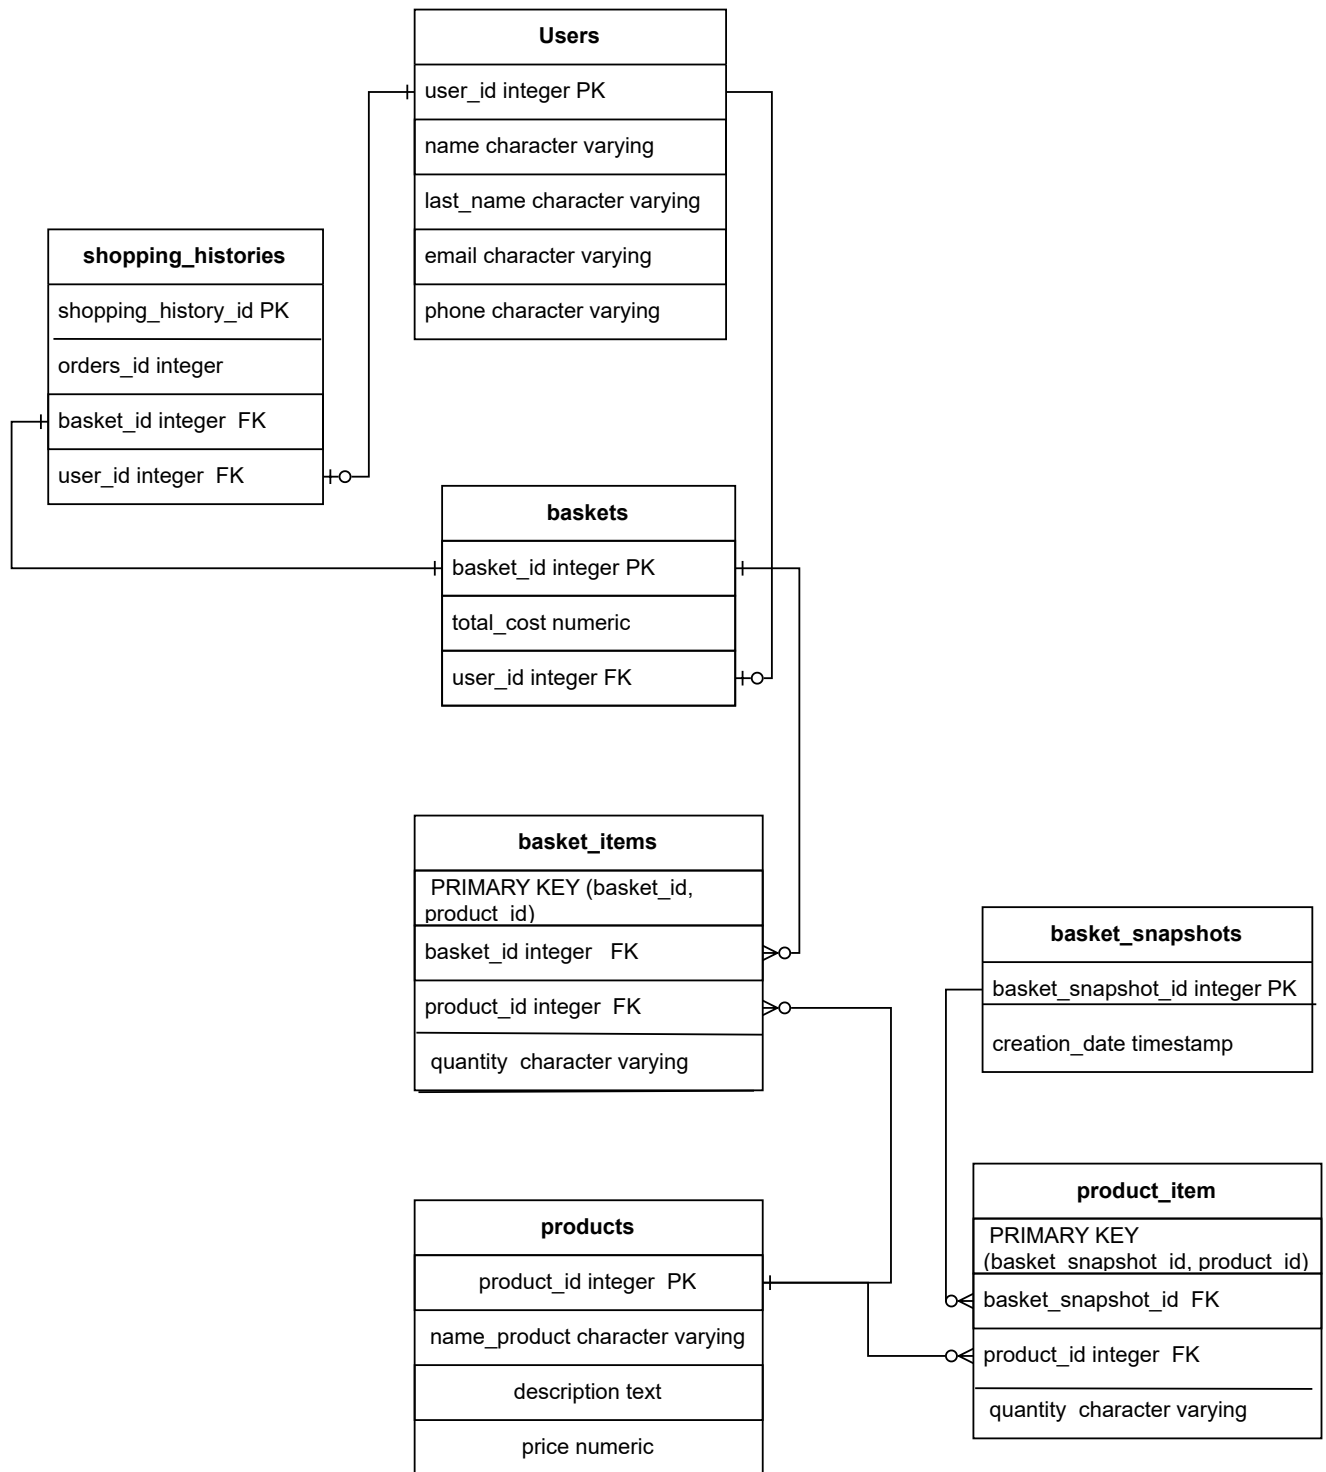 Users
user_id integer PK
name character varying
last_name character varying
email character varying
phone character varying
shopping_histories
shopping_history_id PK
orders_id integer
basket_id integer  FK
user_id integer  FK
baskets
basket_id integer PK
total_cost numeric
user_id integer FK
basket_items
PRIMARY KEY (basket_id,
product_id)
basket_id integer   FK
product_id integer  FK
quantity  character varying
basket_snapshots
basket_snapshot_id integer PK
creation_date timestamp
product_item
PRIMARY KEY
(basket_snapshot_id, product_id)
basket_snapshot_id  FK
product_id integer  FK
quantity  character varying
products
product_id integer  PK
name_product character varying
description text
price numeric